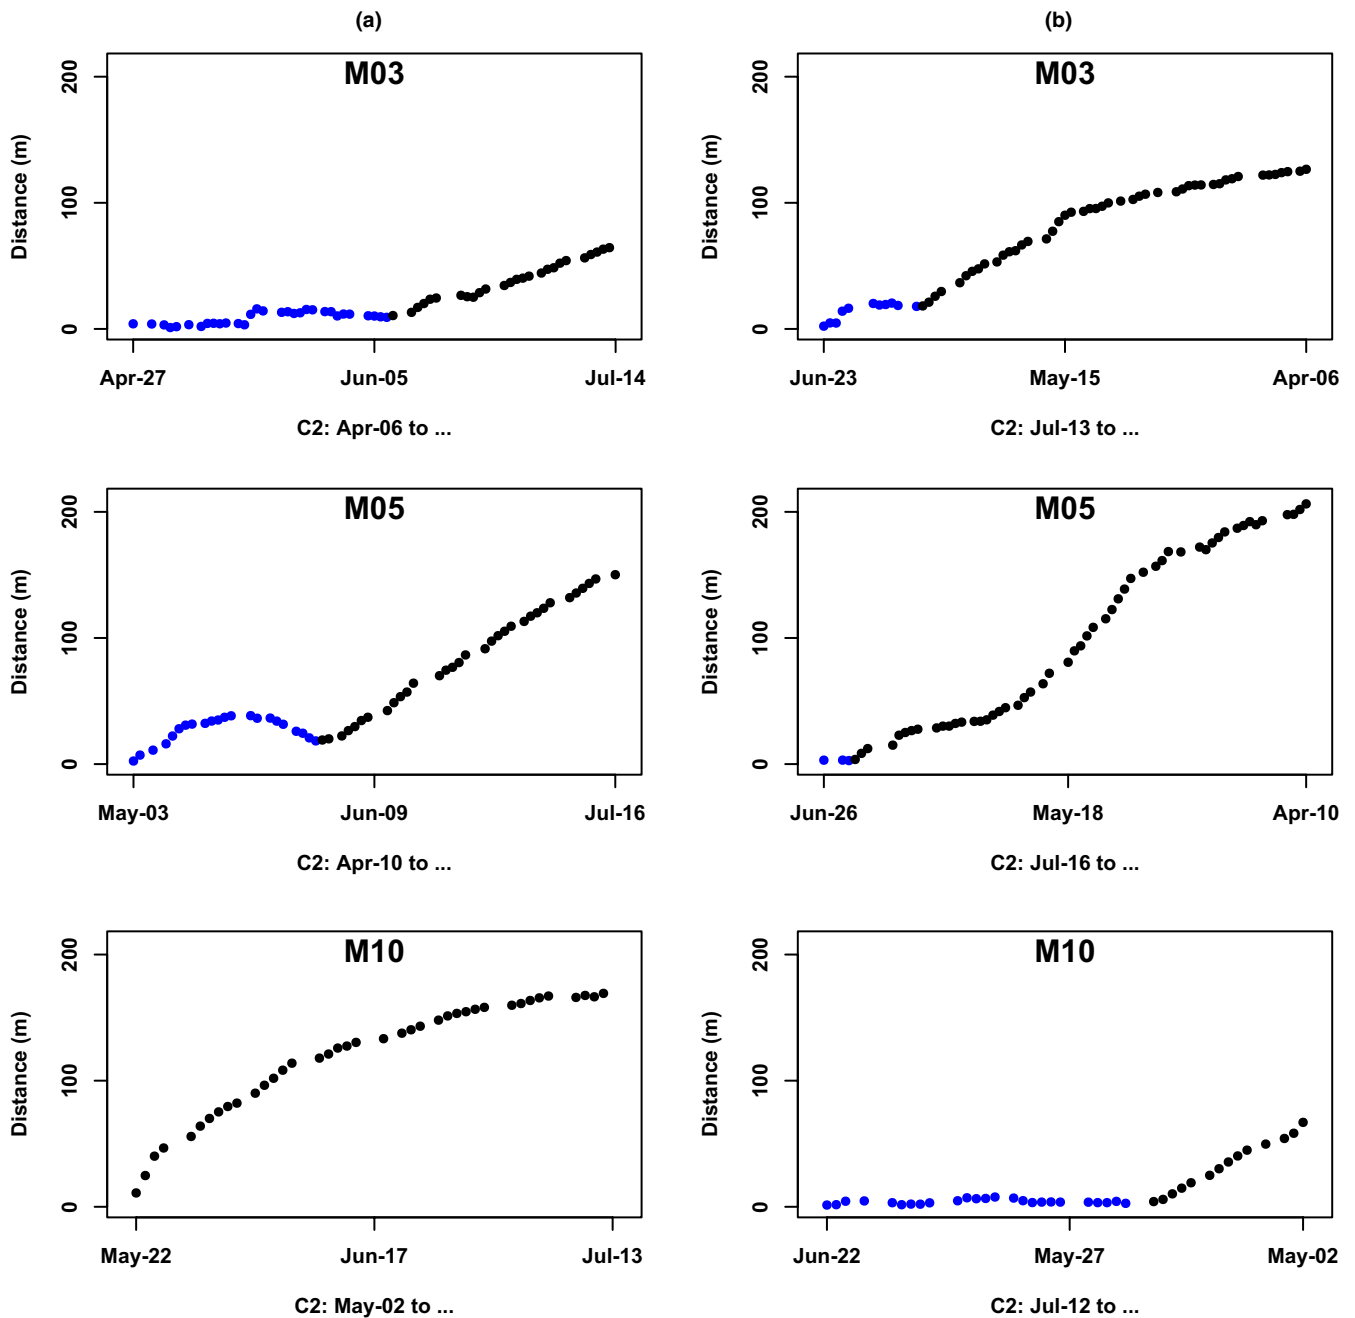 (a)
(b)
M03
Distance (m)
200
100
0
Apr-27 Jun-05 Jul-14
C2: Apr-06 to ...
M03
Distance (m)
200
100
0
Jun-23 May-15 Apr-06
C2: Jul-13 to ...
M05
Distance (m)
200
100
0
May-03 Jun-09 Jul-16
C2: Apr-10 to ...
M05
Distance (m)
200
100
0
Jun-26 May-18 Apr-10
C2: Jul-16 to ...
M10
Distance (m)
200
100
0
May-22 Jun-17 Jul-13
C2: May-02 to ...
M10
Distance (m)
200
100
0
Jun-22 May-27 May-02
C2: Jul-12 to ...